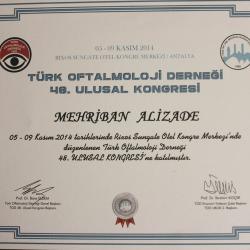 05 - 09 KASIM 2014
RIXOS SUNGATE OTEL KONGRE MERKEZİ / ANTALYA
TÜRK OFTALMOLOJİ DERNEĞİ
48. ULUSAL KONGRESİ
MEHRİBAN ALIZADE
05 - 09 Kasım 2014 tarihlerinde Rixos Sungate Otel Kongre Merkezi'nde
düzenlenen Türk Oftalmoloji Derneği
48. ULUSAL KONGRESİ'ne katılmıştır.